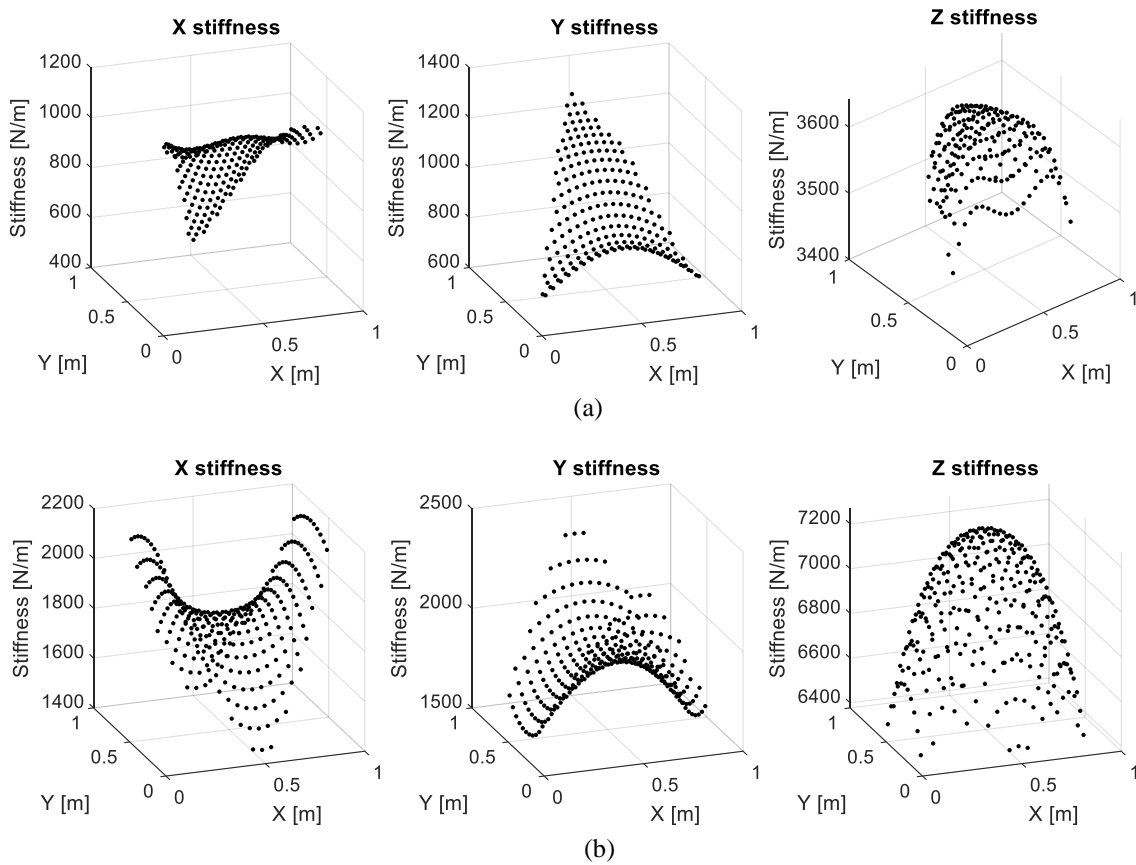 X stiffness
1200
1000
800
600
400
Stiffness [N/m]
1
0.5
0
Y [m]
0
0.5
1
X [m]
Y stiffness
1400
1200
1000
800
600
Stiffness [N/m]
1
0.5
0
Y [m]
0
0.5
1
X [m]
Z stiffness
3600
3500
3400
Stiffness [N/m]
1
0.5
0
Y [m]
0
0.5
1
X [m]
(a)
X stiffness
2200
2000
1800
1600
1400
Stiffness [N/m]
1
0.5
0
Y [m]
0
0.5
1
X [m]
Y stiffness
2500
2000
1500
Stiffness [N/m]
1
0.5
0
Y [m]
0
0.5
1
X [m]
Z stiffness
7200
7000
6800
6600
6400
Stiffness [N/m]
1
0.5
0
Y [m]
0
0.5
1
X [m]
(b)